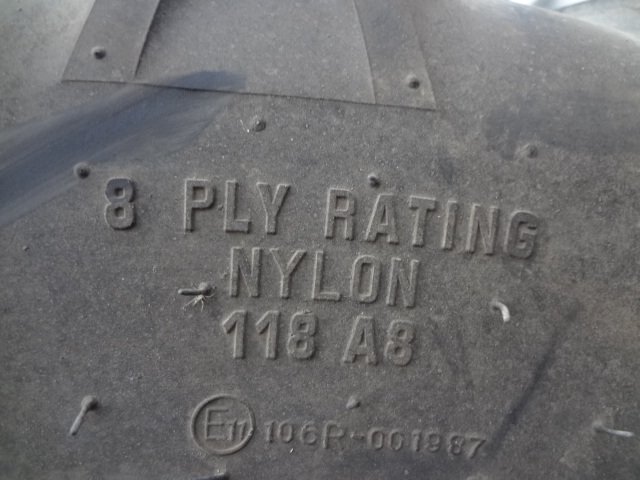 8 PLY RATING
NYLON
118 A8
E11 106R-001987